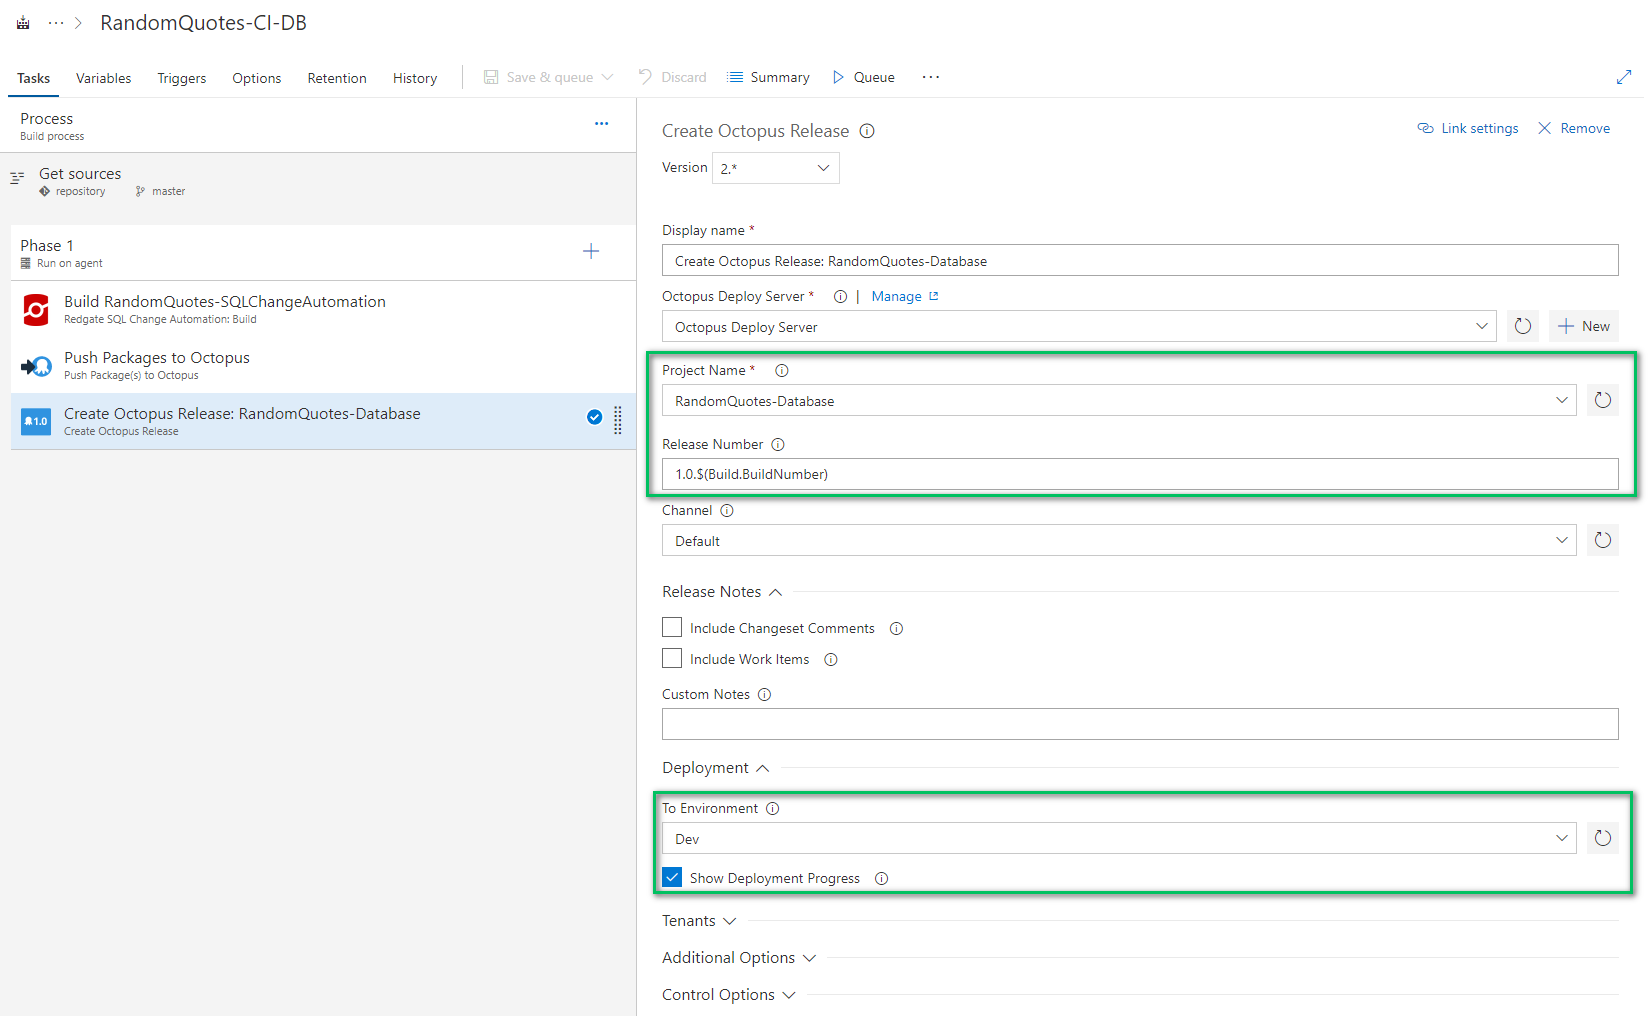 RandomQuotes-CI-DB
Tasks Variables Triggers Options Retention History Save & queue Discard Summary Queue
Process
Build process
Get sources
repository master
Phase 1
Run on agent
Build RandomQuotes-SQLChangeAutomation
Redgate SQL Change Automation: Build
Push Packages to Octopus
Push Package(s) to Octopus
1.0
Create Octopus Release: RandomQuotes-Database
Create Octopus Release
Create Octopus Release
Link settings Remove
Version 2.*
Display name *
Create Octopus Release: RandomQuotes-Database
Octopus Deploy Server * | Manage
Octopus Deploy Server
New
Project Name *
RandomQuotes-Database
Release Number
1.0.$(Build.BuildNumber)
Channel
Default
Release Notes
Include Changeset Comments
Include Work Items
Custom Notes
Deployment
To Environment
Dev
Show Deployment Progress
Tenants
Additional Options
Control Options